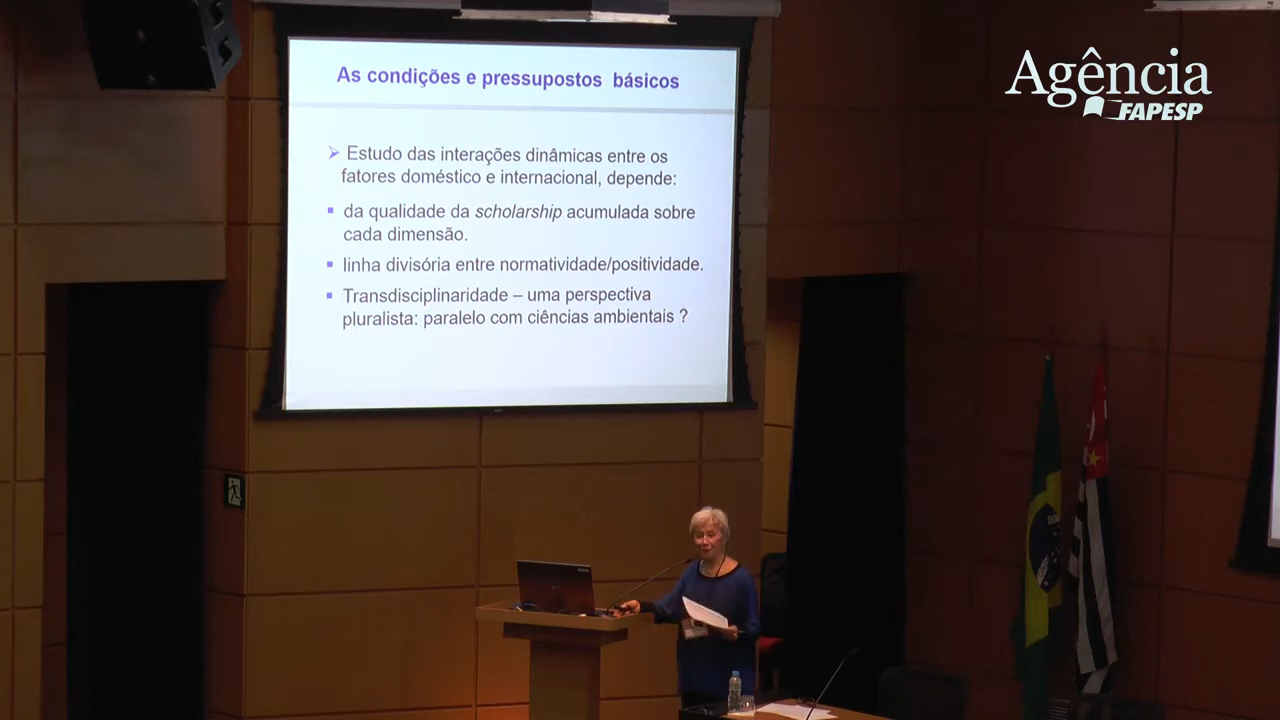 As condições e pressupostos básicos
Agência
FAPESP
➢ Estudo das interações dinâmicas entre os
fatores doméstico e internacional, depende:
▪ da qualidade da scholarship acumulada sobre
cada dimensão.
▪ linha divisória entre normatividade/positividade.
▪ Transdisciplinaridade – uma perspectiva
pluralista: paralelo com ciências ambientais ?